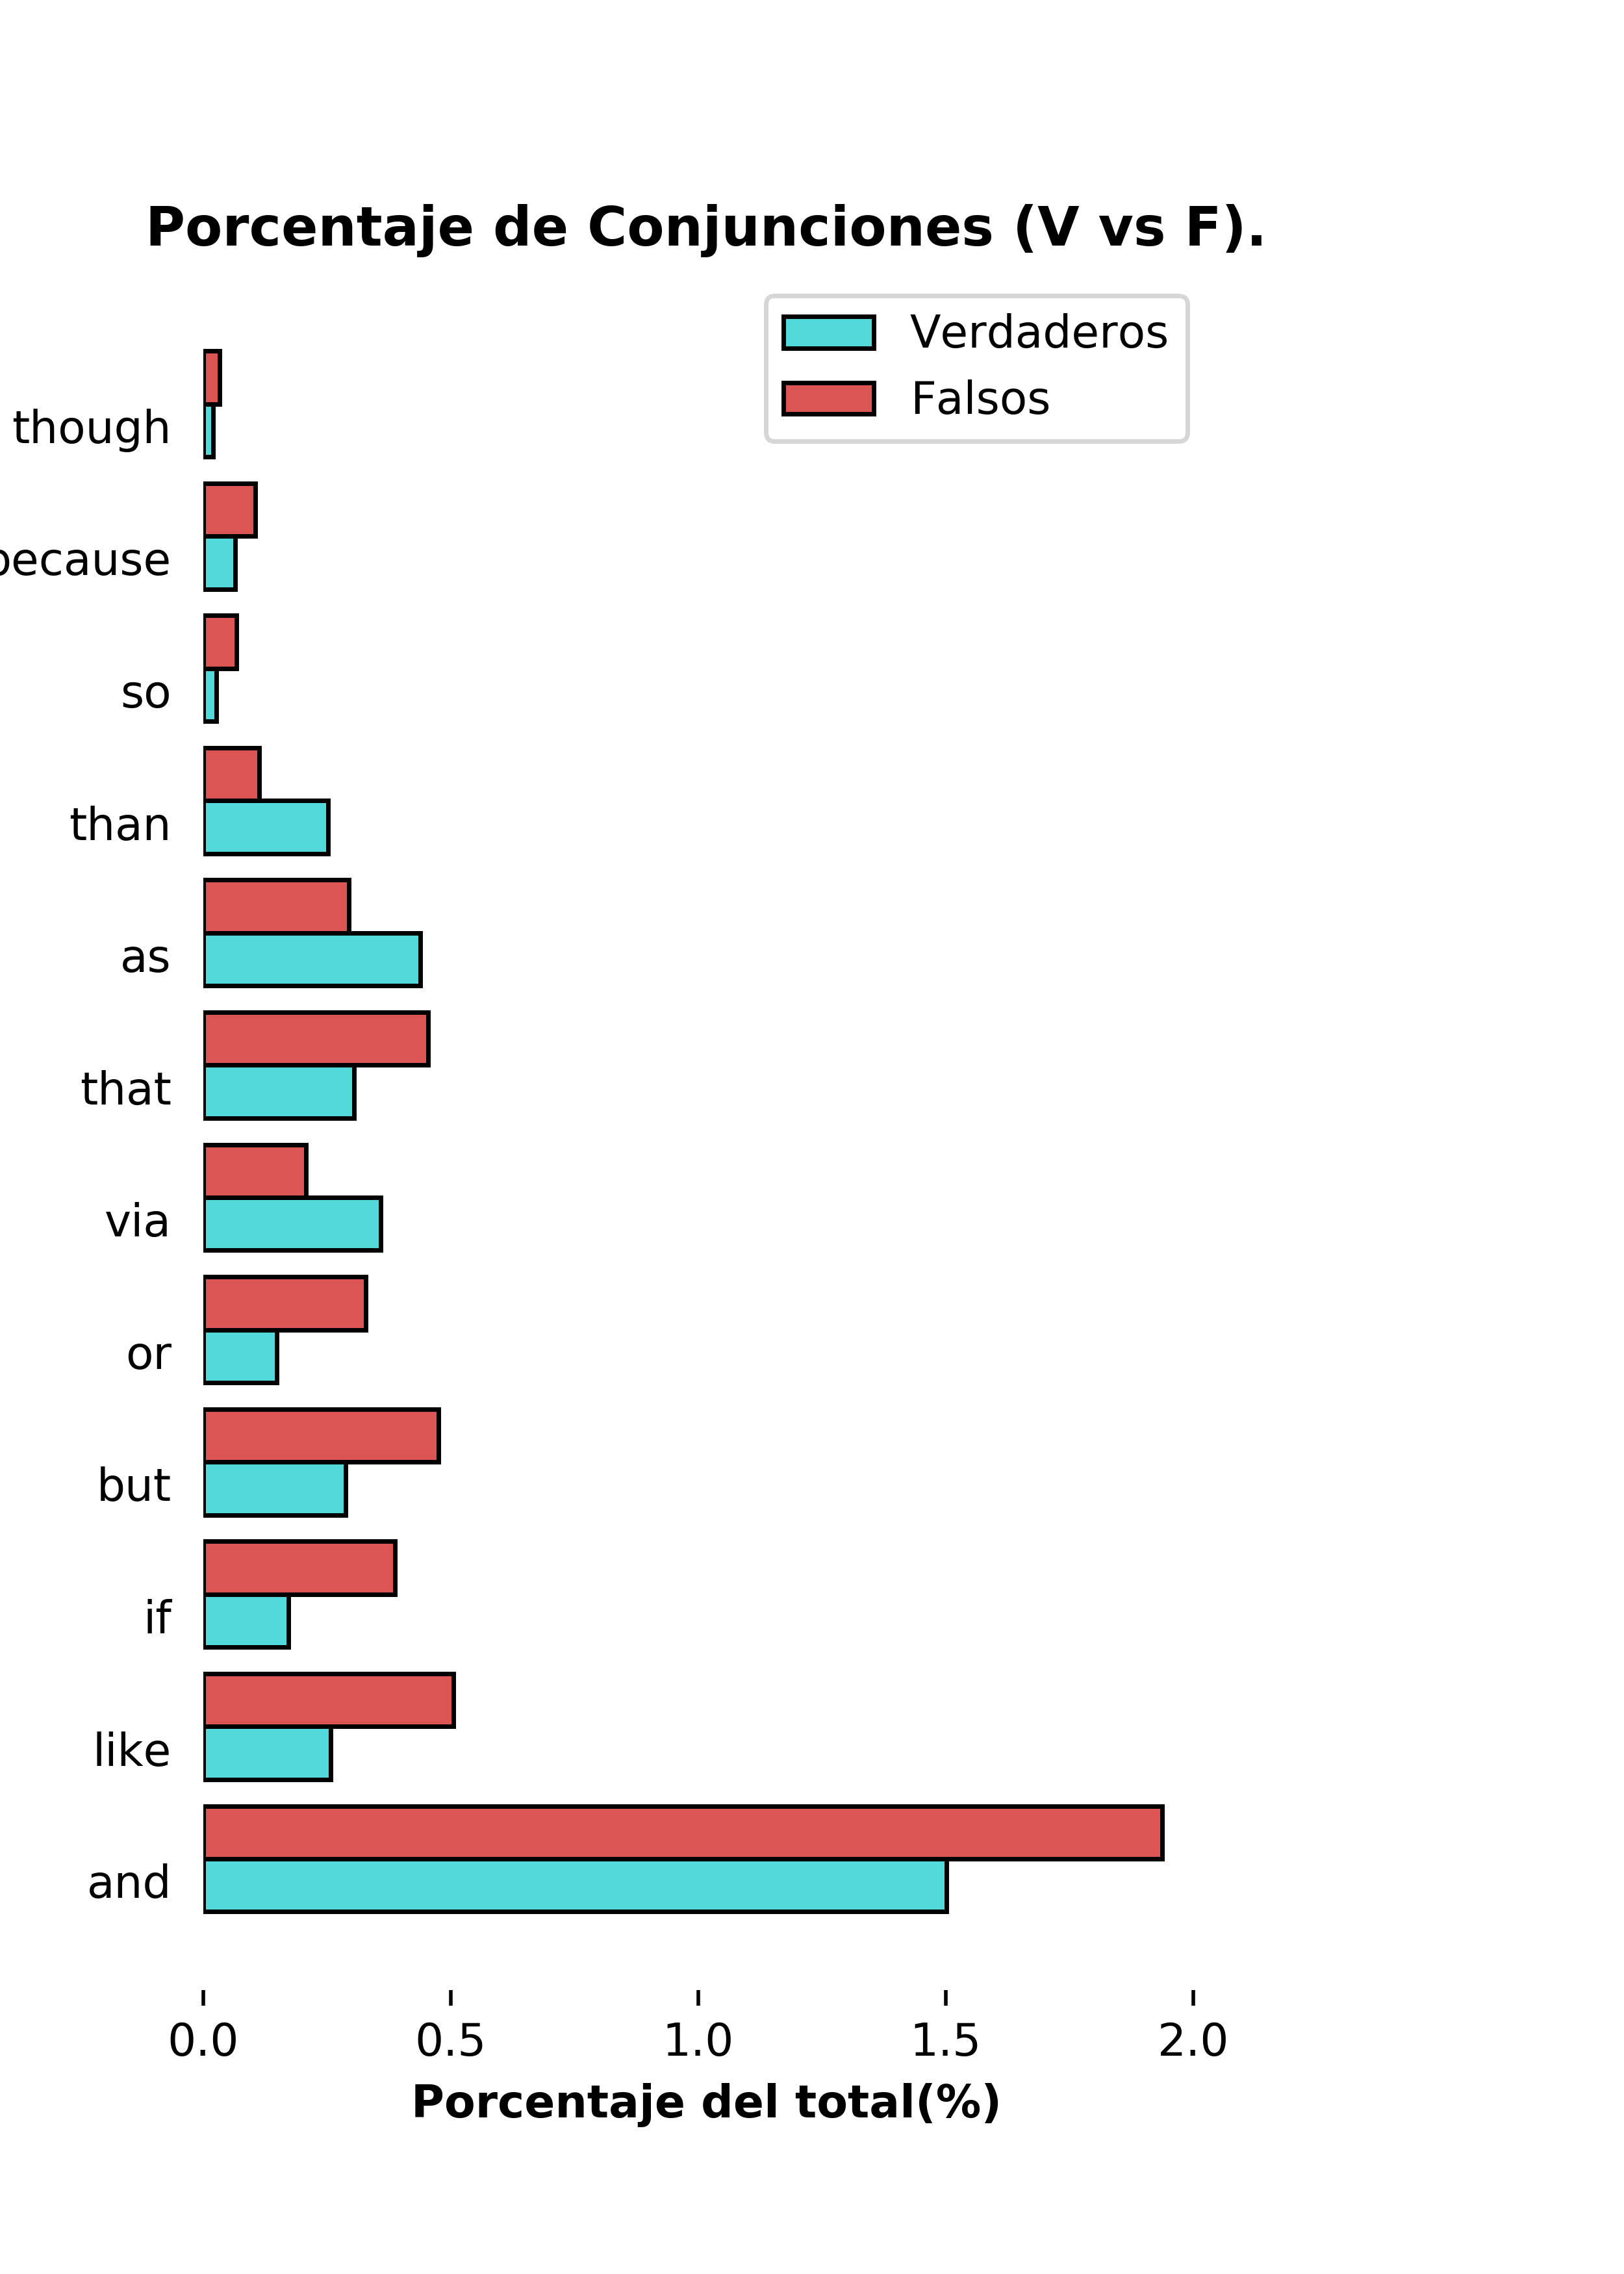 Porcentaje de Conjunciones (V vs F).
Verdaderos
Falsos
though
because
so
than
as
that
via
or
but
if
like
and
0.0 0.5 1.0 1.5 2.0
Porcentaje del total(%)